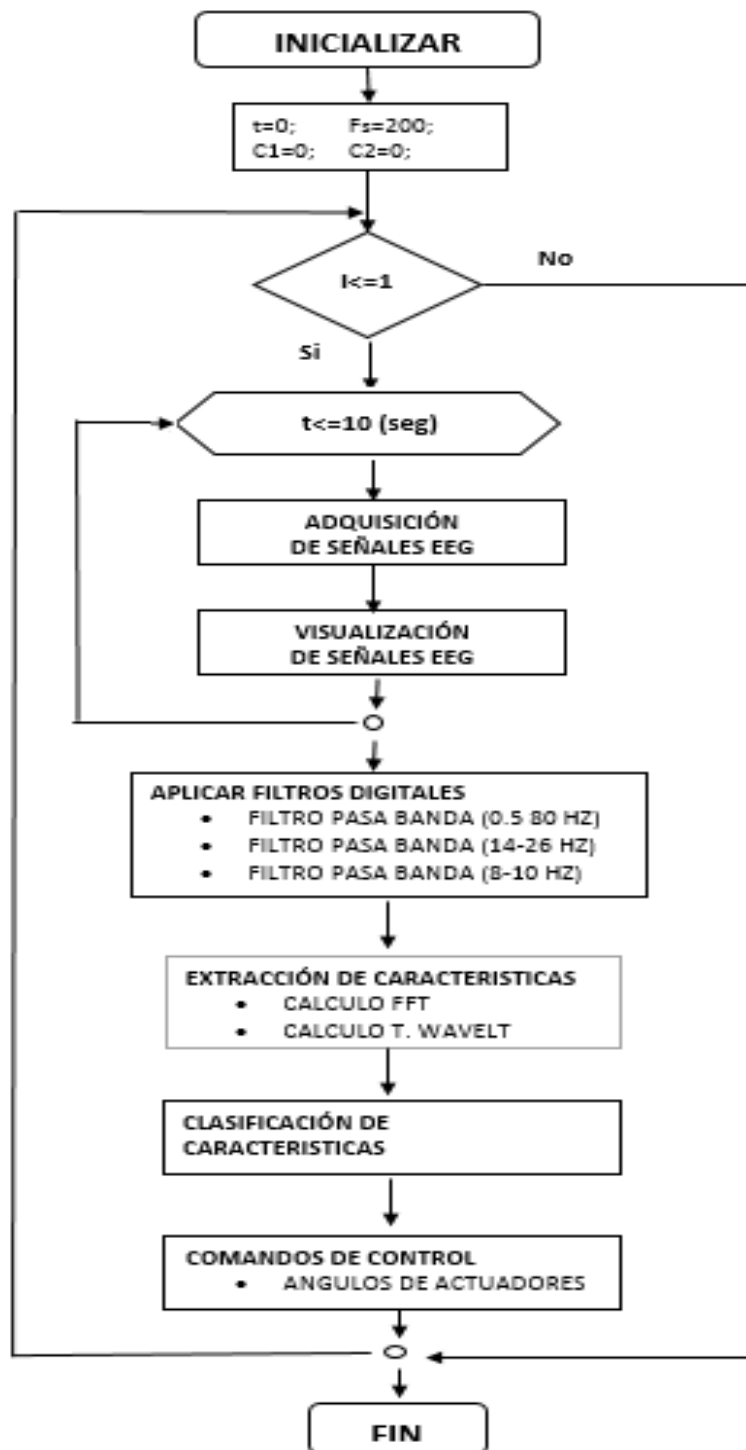 INICIALIZAR
t=0; Fs=200;
C1=0; C2=0;
I<=1
No
Si
t<=10 (seg)
ADQUISICIÓN
DE SEÑALES EEG
VISUALIZACIÓN
DE SEÑALES EEG
APLICAR FILTROS DIGITALES
• FILTRO PASA BANDA (0.5 80 HZ)
• FILTRO PASA BANDA (14-26 HZ)
• FILTRO PASA BANDA (8-10 HZ)
EXTRACCIÓN DE CARACTERISTICAS
• CALCULO FFT
• CALCULO T. WAVELT
CLASIFICACIÓN DE
CARACTERISTICAS
COMANDOS DE CONTROL
• ANGULOS DE ACTUADORES
FIN